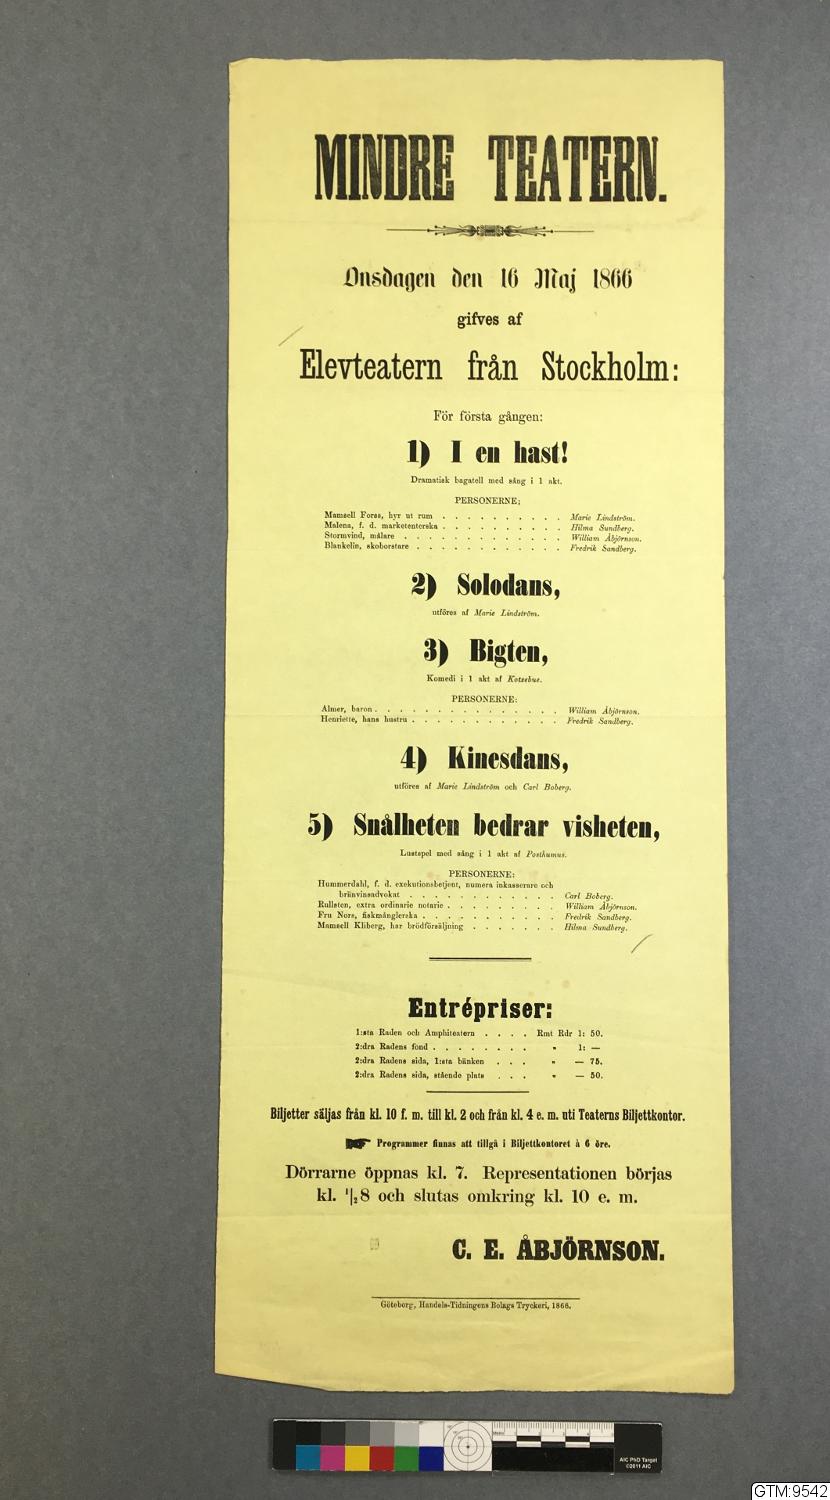 MINDRE TEATERN.
Onsdagen den 16 Maj 1866
gifves af
Elevteatern från Stockholm:
För första gången:
1) I en hast!
Dramatisk bagatell med sång i 1 akt.
PERSONERNE;
Mamsell Forss, hyr ut rum . . . . . . . . . . Marie Lindström.
Malena, f. d. marketenterska . . . . . . . . . . Hilma Sundberg.
Stormvind, målare . . . . . . . . . . . . . William Åbjörnson.
Blankelin, skoborstare . . . . . . . . . . . . Fredrik Sandberg.
2) Solodans,
utföres af Marie Lindström.
3) Bigten,
Komedi i 1 akt af Kotzebue.
PERSONERNE:
Almer, baron . . . . . . . . . . . . . . . William Åbjörnson.
Henriette, hans hustru . . . . . . . . . . . . Fredrik Sandberg.
4) Kinesdans,
utföres af Marie Lindström och Carl Boberg.
5) Snålheten bedrar visheten,
Lustspel med sång i 1 akt af Posthumus.
PERSONERNE:
Hummerdahl, f. d. exekutionsbetjent, numera inkasserare och
bränvinsadvokat . . . . . . . . . . . . Carl Boberg.
Rullsten, extra ordinarie notarie . . . . . . . . . William Åbjörnson.
Fru Nors, fiskmånglerska . . . . . . . . . . . Fredrik Sandberg.
Mamsell Kliberg, har brödförsäljning . . . . . . . Hilma Sundberg.
Entrépriser:
1:sta Raden och Amphiteatern . . . . Rmt Rdr 1: 50.
2:dra Radens fond . . . . . . . . „ 1: —
2:dra Radens sida, 1:sta bänken . . . „ — 75.
2:dra Radens sida, stående plats . . . „ — 50.
Biljetter säljas från kl. 10 f. m. till kl. 2 och från kl. 4 e. m. uti Teaterns Biljettkontor.
Programmer finnas att tillgå i Biljettkontoret à 6 öre.
Dörrarne öppnas kl. 7. Representationen börjas
kl. 1/2 8 och slutas omkring kl. 10 e. m.
C. E. ÅBJÖRNSON.
Göteborg, Handels-Tidningens Bolags Tryckeri, 1866.
AIC PhD Target
©2011 AIC
GTM:9542